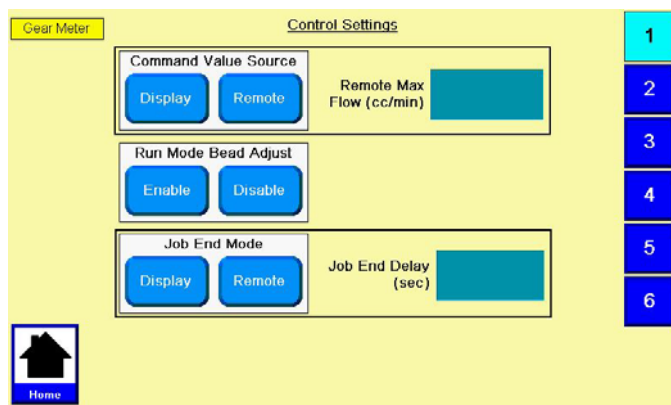 Gear Meter
Control Settings
1
Command Value Source
Display Remote
Remote Max
Flow (cc/min)
2
3
Run Mode Bead Adjust
Enable Disable
4
Job End Mode
Display Remote
Job End Delay
(sec)
5
6
Home